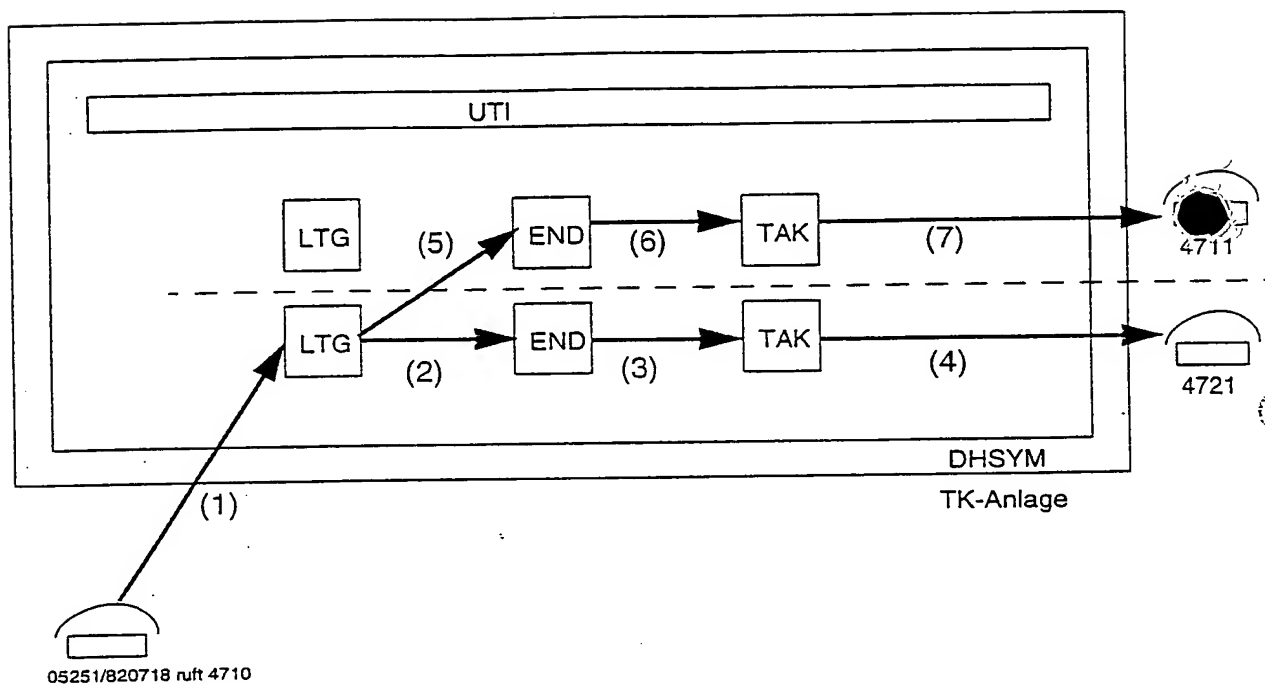 UTI
LTG
(5)
END
(6)
TAK
(7)
4711
LTG
(2)
END
(3)
TAK
(4)
4721
DHSYM
TK-Anlage
(1)
05251/820718 ruft 4710